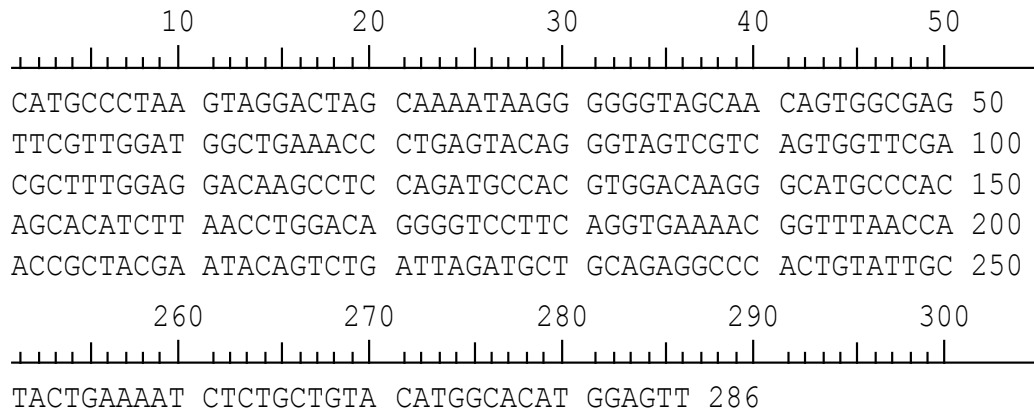 10 20 30 40 50
CATGCCCTAA GTAGGACTAG CAAAATAAGG GGGGTAGCAA CAGTGGCGAG 50
TTCGTTGGAT GGCTGAAACC CTGAGTACAG GGTAGTCGTC AGTGGTTCGA 100
CGCTTTGGAG GACAAGCCTC CAGATGCCAC GTGGACAAGG GCATGCCCAC 150
AGCACATCTT AACCTGGACA GGGGTCCTTC AGGTGAAAAC GGTTTAACCA 200
ACCGCTACGA ATACAGTCTG ATTAGATGCT GCAGAGGCCC ACTGTATTGC 250
260 270 280 290 300
TACTGAAAAT CTCTGCTGTA CATGGCACAT GGAGTT 286